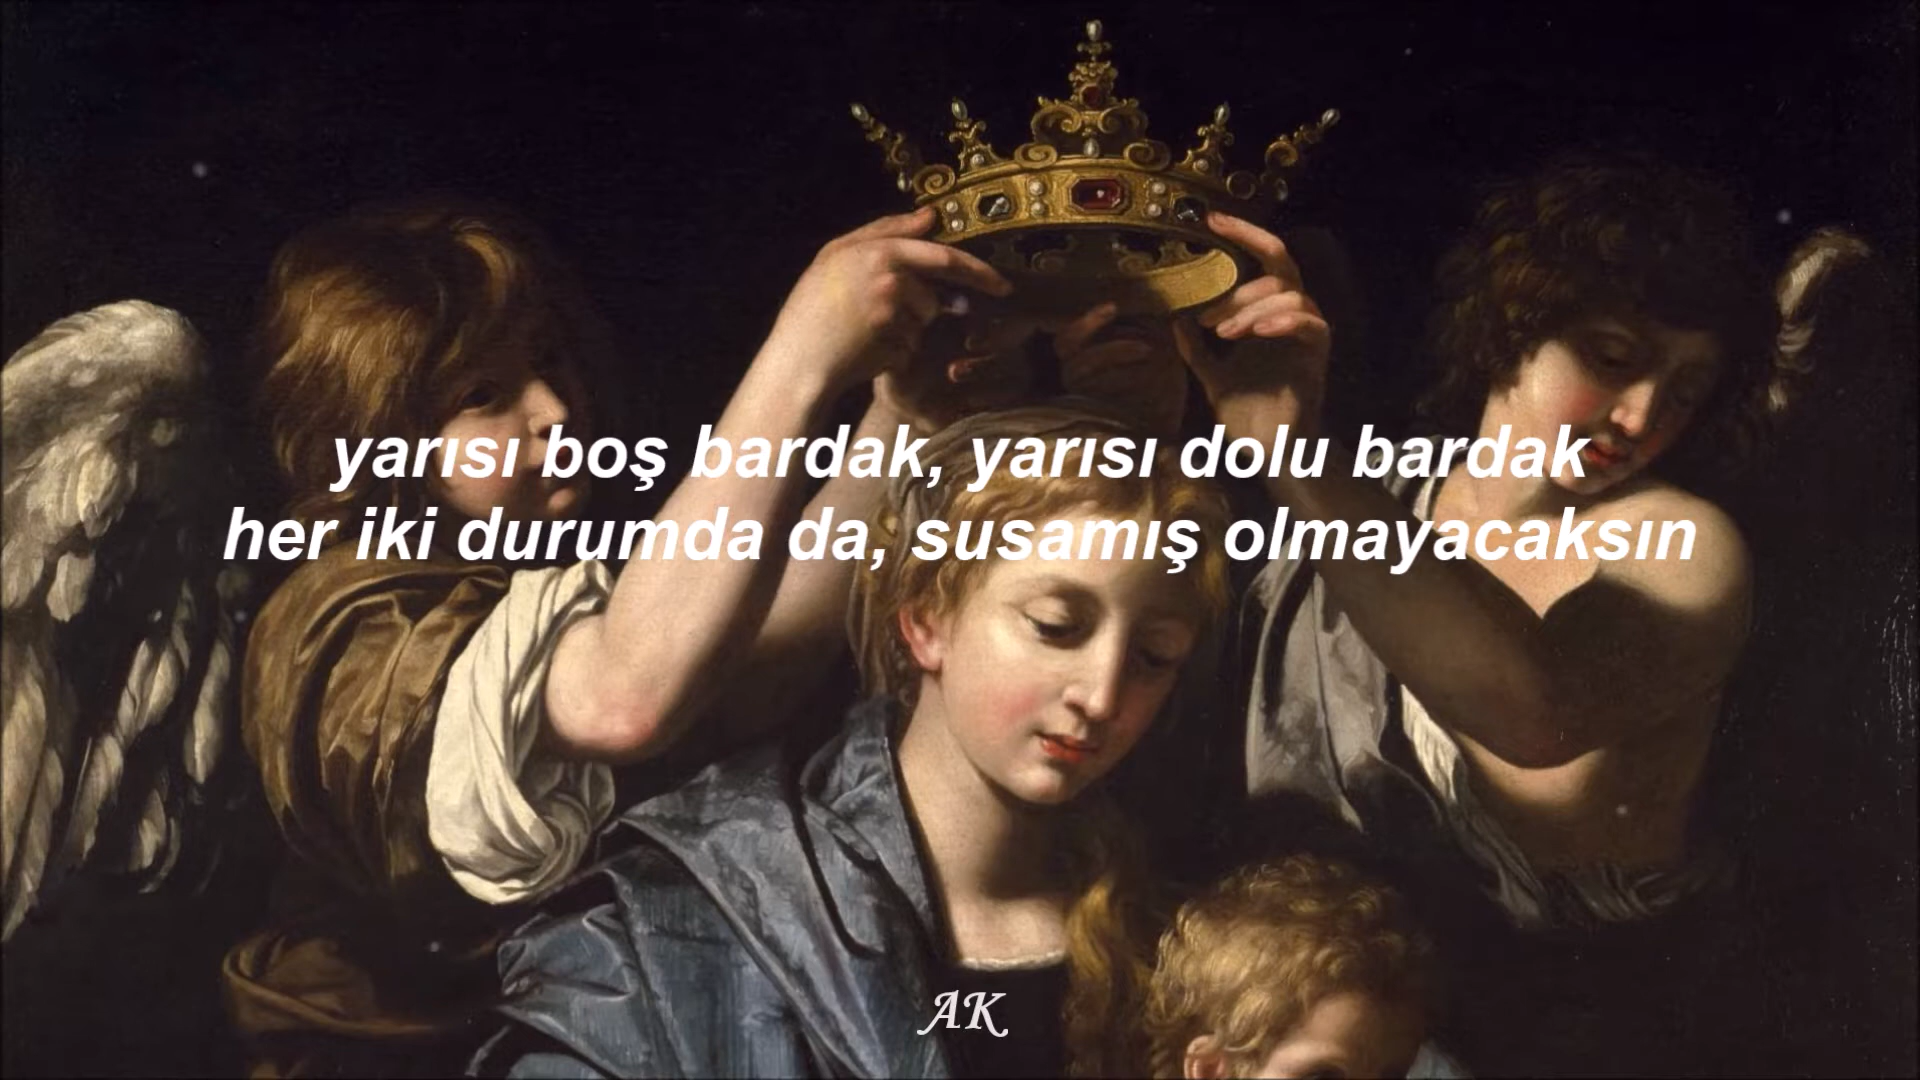 yarısı boş bardak, yarısı dolu bardak
her iki durumda da, susamış olmayacaksın
AK